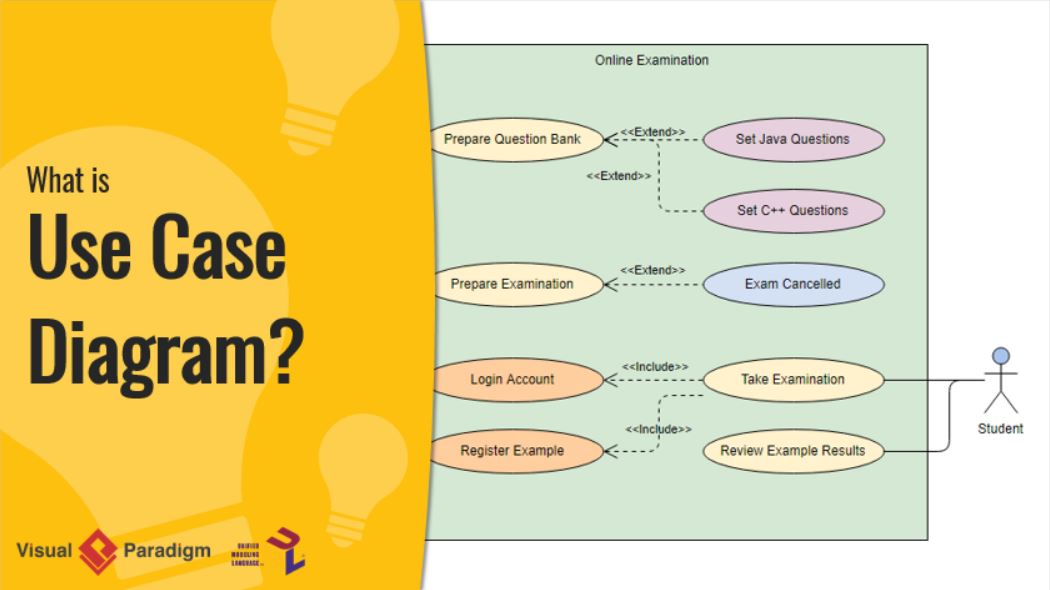 What is
Use Case
Diagram?
Visual Paradigm
UNIFIED
MODELING
LANGUAGE
Online Examination
Prepare Question Bank
<<Extend>>
Set Java Questions
<<Extend>>
Set C++ Questions
Prepare Examination
<<Extend>>
Exam Cancelled
Login Account
<<Include>>
Take Examination
Student
Register Example
<<Include>>
Review Example Results